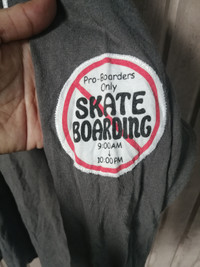 Pro-Boarders
Only
SKATE
BOARDING
9:00AM
10:00PM